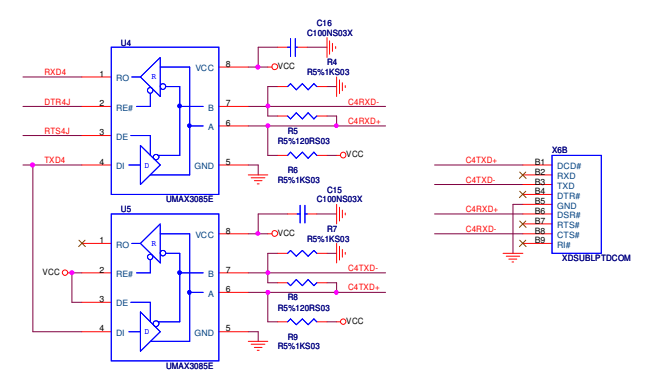 C16
C100NS03X
U4
RXD4
1
RO
R
VCC
8
VCC
R4
R5%1KS03
DTR4J
2
RE#
B
7
C4RXD-
RTS4J
3
DE
A
6
C4RXD+
R5
R5%120RS03
TXD4
4
DI
D
GND
5
VCC
R6
R5%1KS03
UMAX3085E
C15
C100NS03X
U5
1
RO
R
VCC
8
VCC
R7
R5%1KS03
VCC
2
RE#
B
7
C4TXD-
3
DE
A
6
C4TXD+
R8
R5%120RS03
4
DI
D
GND
5
VCC
R9
R5%1KS03
UMAX3085E
X6B
C4TXD+
B1
DCD#
B2
RXD
C4TXD-
B3
TXD
B4
DTR#
B5
GND
C4RXD+
B6
DSR#
B7
RTS#
C4RXD-
B8
CTS#
B9
RI#
XDSUBLPTDCOM